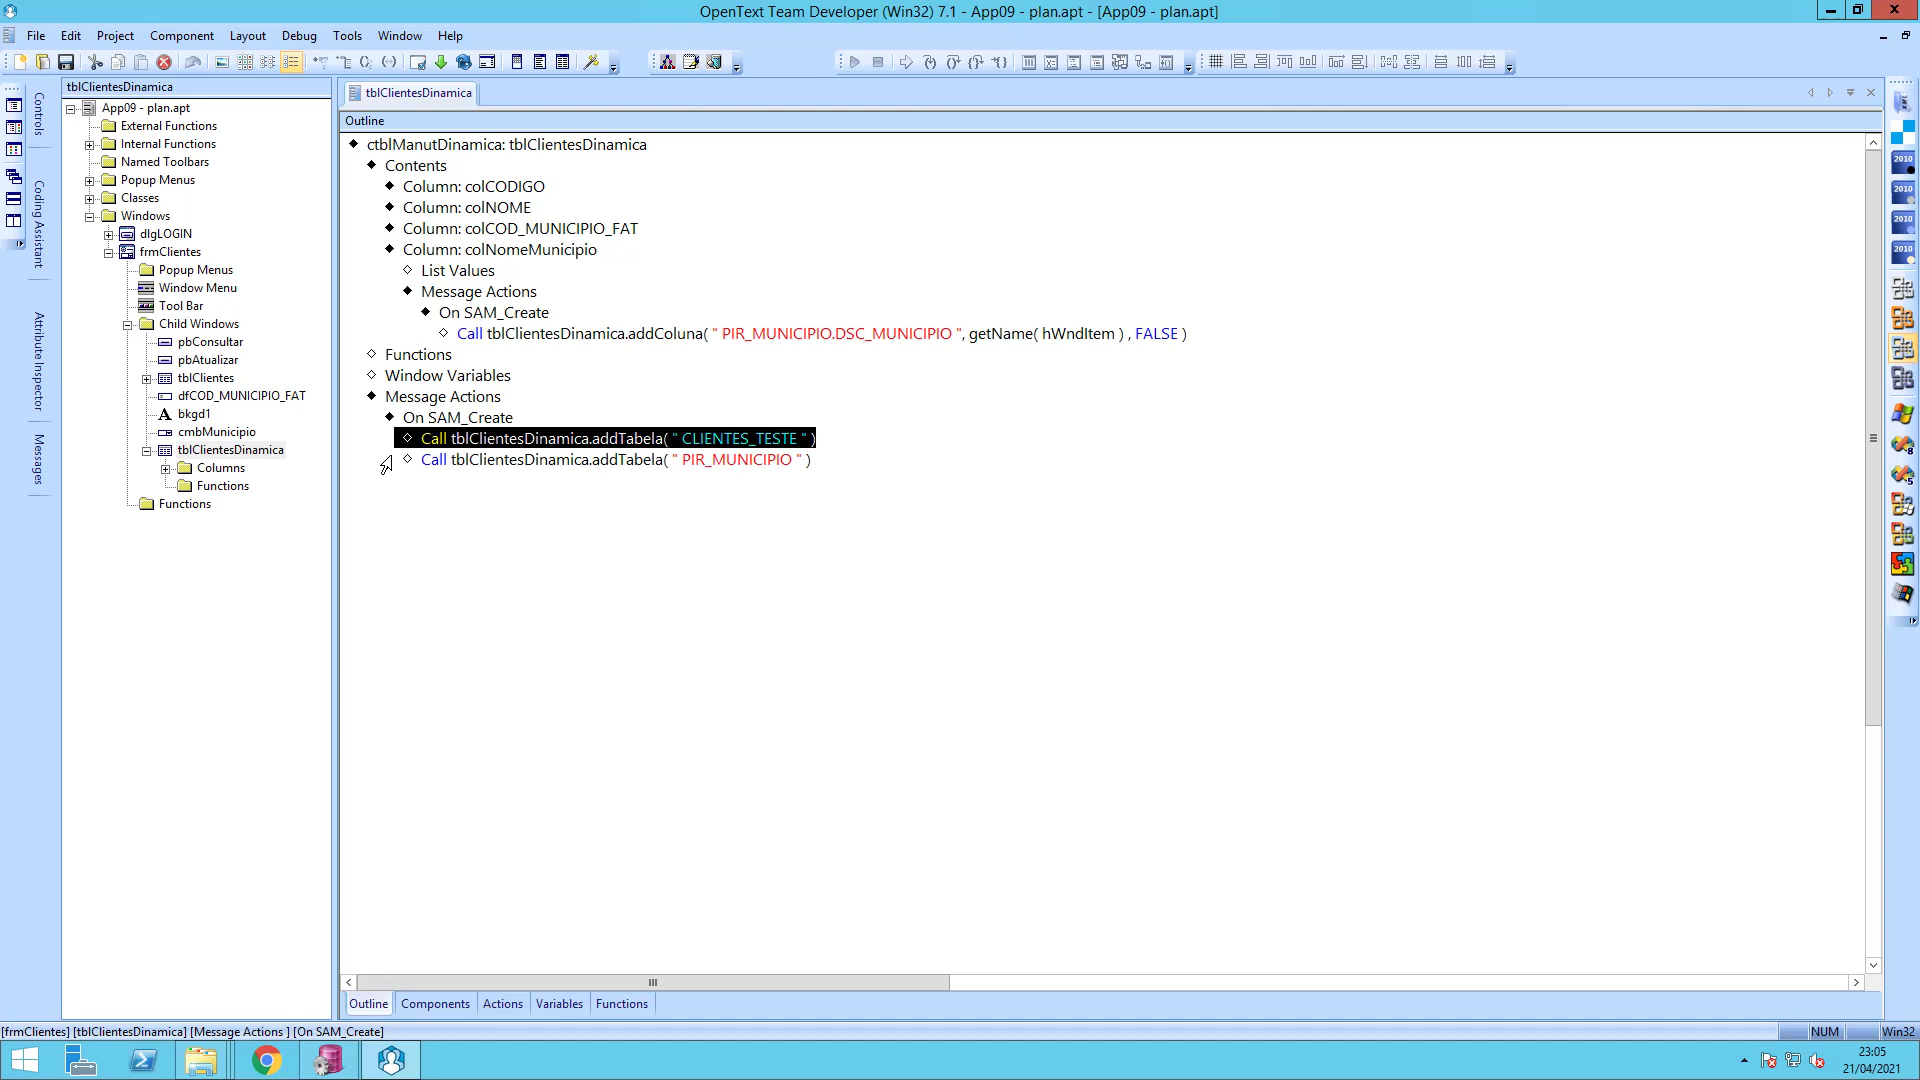 OpenText Team Developer (Win32) 7.1 - App09 - plan.apt - [App09 - plan.apt]
File Edit Project Component Layout Debug Tools Window Help
tblClientesDinamica
App09 - plan.apt
External Functions
Internal Functions
Named Toolbars
Popup Menus
Classes
Windows
dlgLOGIN
frmClientes
Popup Menus
Window Menu
Tool Bar
Child Windows
pbConsultar
pbAtualizar
tblClientes
dfCOD_MUNICIPIO_FAT
bkgd1
cmbMunicipio
tblClientesDinamica
Columns
Functions
Functions
Controls
Coding Assistant
Attribute Inspector
Messages
tblClientesDinamica
Outline
ctblManutDinamica: tblClientesDinamica
Contents
Column: colCODIGO
Column: colNOME
Column: colCOD_MUNICIPIO_FAT
Column: colNomeMunicipio
List Values
Message Actions
On SAM_Create
Call tblClientesDinamica.addColuna( " PIR_MUNICIPIO.DSC_MUNICIPIO ", getName( hWndItem ) , FALSE )
Functions
Window Variables
Message Actions
On SAM_Create
Call tblClientesDinamica.addTabela( " CLIENTES_TESTE " )
Call tblClientesDinamica.addTabela( " PIR_MUNICIPIO " )
2010
2010
2010
2010
Outline Components Actions Variables Functions
[frmClientes] [tblClientesDinamica] [Message Actions ] [On SAM_Create]
NUM Win32
23:05
21/04/2021